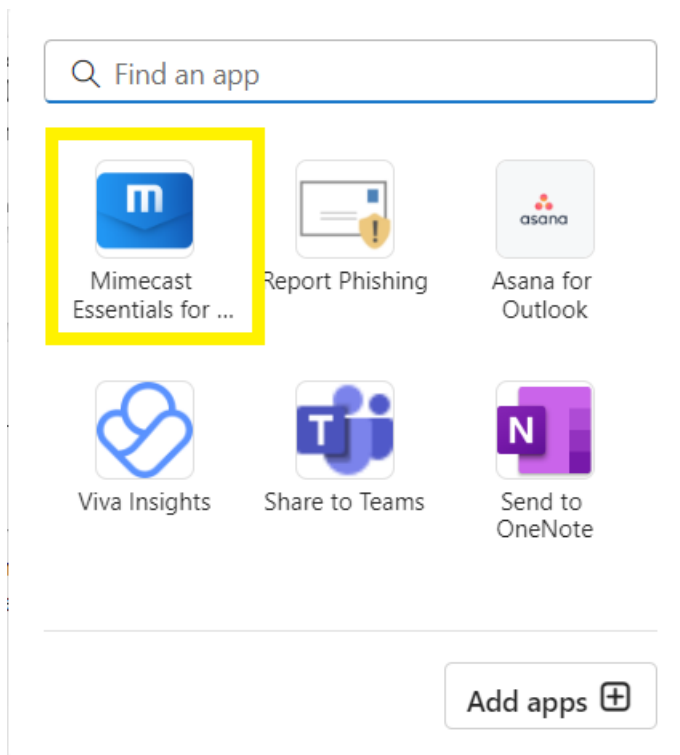 Find an app
m
Mimecast
Essentials for ...
Report Phishing
asana
Asana for
Outlook
Viva Insights
T
Share to Teams
N
Send to
OneNote
Add apps